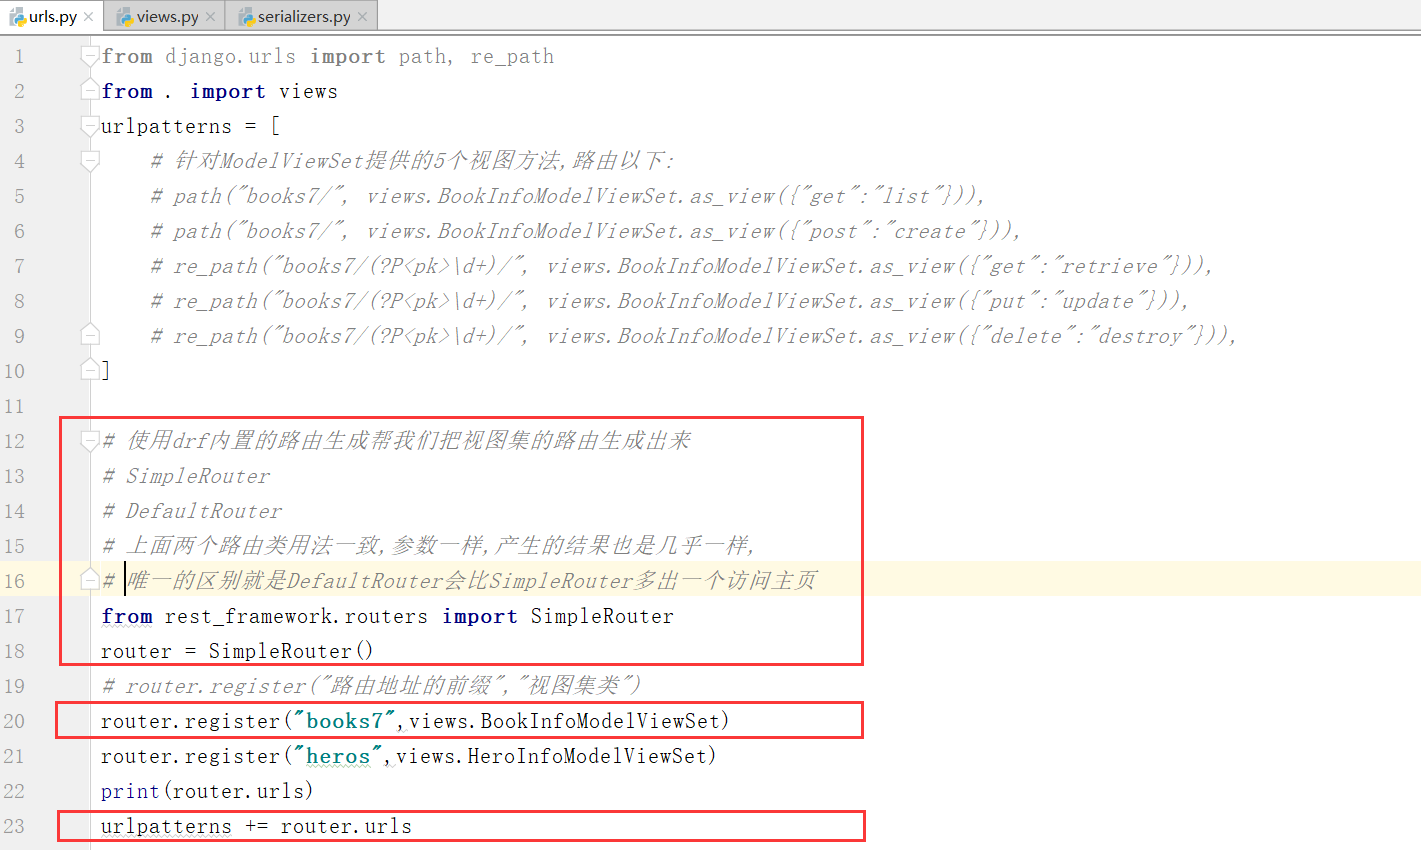 urls.py × views.py × serializers.py ×
1 from django.urls import path, re_path
2 from . import views
3 urlpatterns = [
4 # 针对ModelViewSet提供的5个视图方法,路由以下:
5 # path("books7/", views.BookInfoModelViewSet.as_view({"get":"list"})),
6 # path("books7/", views.BookInfoModelViewSet.as_view({"post":"create"})),
7 # re_path("books7/(?P<pk>\d+)/", views.BookInfoModelViewSet.as_view({"get":"retrieve"})),
8 # re_path("books7/(?P<pk>\d+)/", views.BookInfoModelViewSet.as_view({"put":"update"})),
9 # re_path("books7/(?P<pk>\d+)/", views.BookInfoModelViewSet.as_view({"delete":"destroy"})),
10 ]
11
12 # 使用drf内置的路由生成帮我们把视图集的路由生成出来
13 # SimpleRouter
14 # DefaultRouter
15 # 上面两个路由类用法一致,参数一样,产生的结果也是几乎一样,
16 # 唯一的区别就是DefaultRouter会比SimpleRouter多出一个访问主页
17 from rest_framework.routers import SimpleRouter
18 router = SimpleRouter()
19 # router.register("路由地址的前缀","视图集类")
20 router.register("books7",views.BookInfoModelViewSet)
21 router.register("heros",views.HeroInfoModelViewSet)
22 print(router.urls)
23 urlpatterns += router.urls